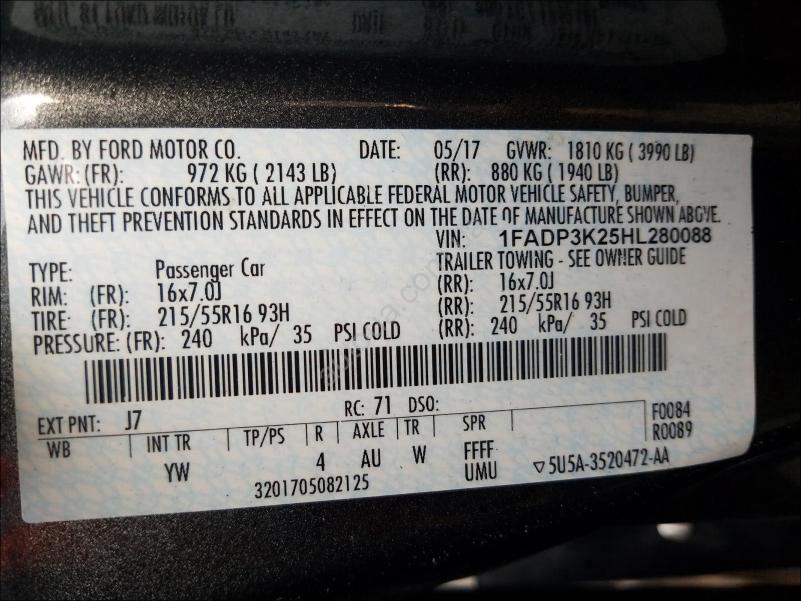 MFD. BY FORD MOTOR CO. DATE: 05/17 GVWR: 1810 KG ( 3990 LB)
GAWR: (FR): 972 KG ( 2143 LB) (RR): 880 KG ( 1940 LB)
THIS VEHICLE CONFORMS TO ALL APPLICABLE FEDERAL MOTOR VEHICLE SAFETY, BUMPER,
AND THEFT PREVENTION STANDARDS IN EFFECT ON THE DATE OF MANUFACTURE SHOWN ABOVE.
VIN: 1FADP3K25HL280088
TYPE: Passenger Car TRAILER TOWING - SEE OWNER GUIDE
RIM: (FR): 16x7.0J (RR): 16x7.0J
TIRE: (FR): 215/55R16 93H (RR): 215/55R16 93H
PRESSURE: (FR): 240 kPa/ 35 PSI COLD (RR): 240 kPa/ 35 PSI COLD
EXT PNT: J7 RC: 71 DSO: F0084
WB INT TR TP/PS R AXLE TR SPR R0089
YW 4 AU W FFFF
UMU ▽5U5A-3520472-AA
3201705082125